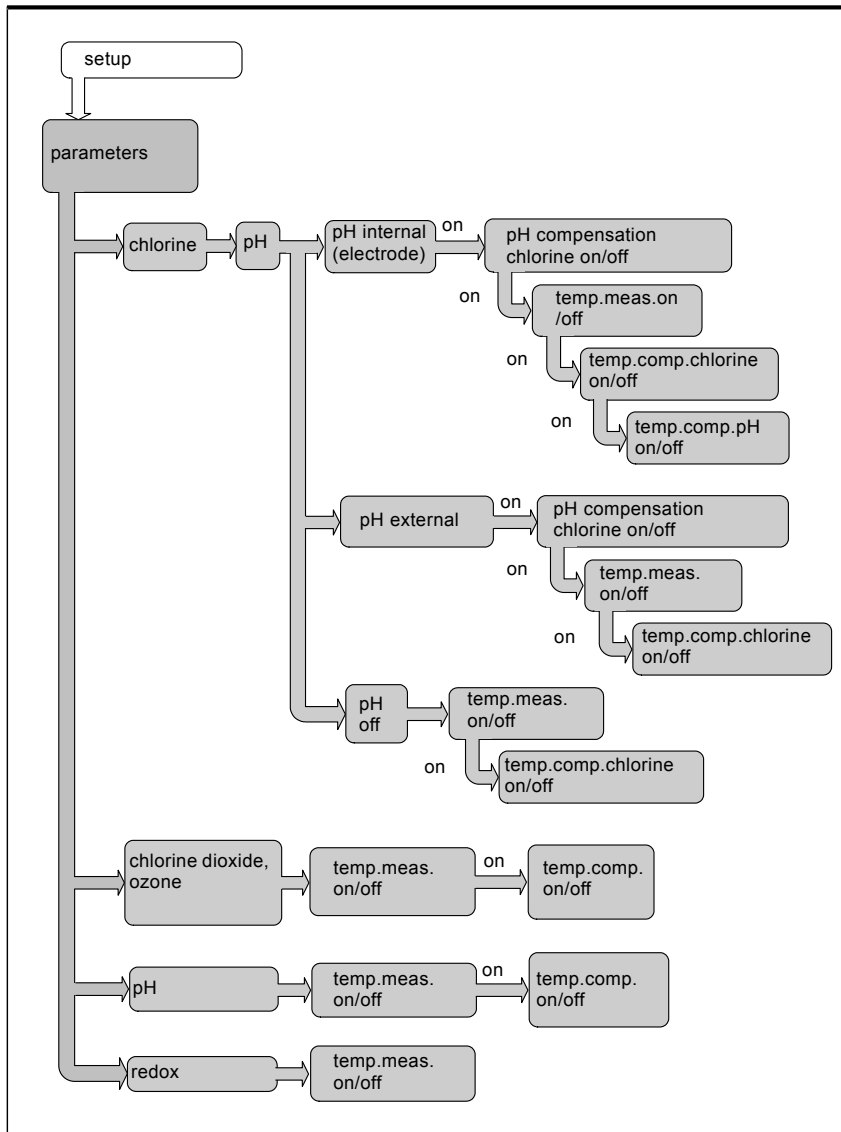 setup
parameters
chlorine
pH
pH internal
(electrode)
on
pH compensation
chlorine on/off
on
temp.meas.on
/off
on
temp.comp.chlorine
on/off
on
temp.comp.pH
on/off
pH external
on
pH compensation
chlorine on/off
on
temp.meas.
on/off
on
temp.comp.chlorine
on/off
pH
off
temp.meas.
on/off
on
temp.comp.chlorine
on/off
chlorine dioxide,
ozone
temp.meas.
on/off
on
temp.comp.
on/off
pH
temp.meas.
on/off
on
temp.comp.
on/off
redox
temp.meas.
on/off